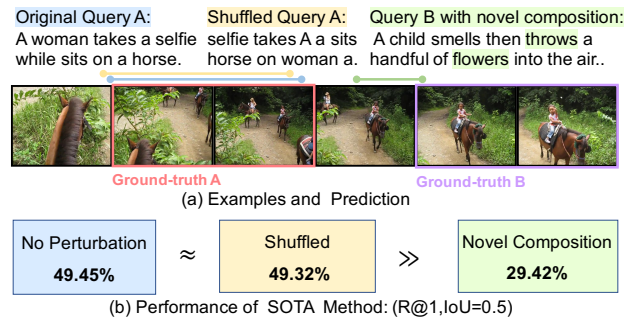 Original Query A:
A woman takes a selfie
while sits on a horse.
Shuffled Query A:
selfie takes A a sits
horse on woman a.
Query B with novel composition:
A child smells then throws a
handful of flowers into the air..
Ground-truth A
Ground-truth B
(a) Examples and Prediction
No Perturbation
49.45%
≈
Shuffled
49.32%
≫
Novel Composition
29.42%
(b) Performance of SOTA Method: (R@1,IoU=0.5)